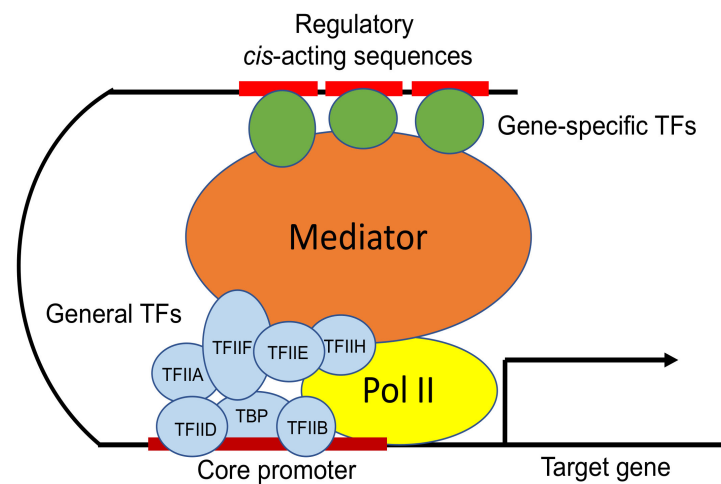 Regulatory
cis-acting sequences
Gene-specific TFs
Mediator
General TFs
TFIIF
TFIIE
TFIIH
TFIIA
Pol II
TBP
TFIID
TFIIB
Core promoter
Target gene